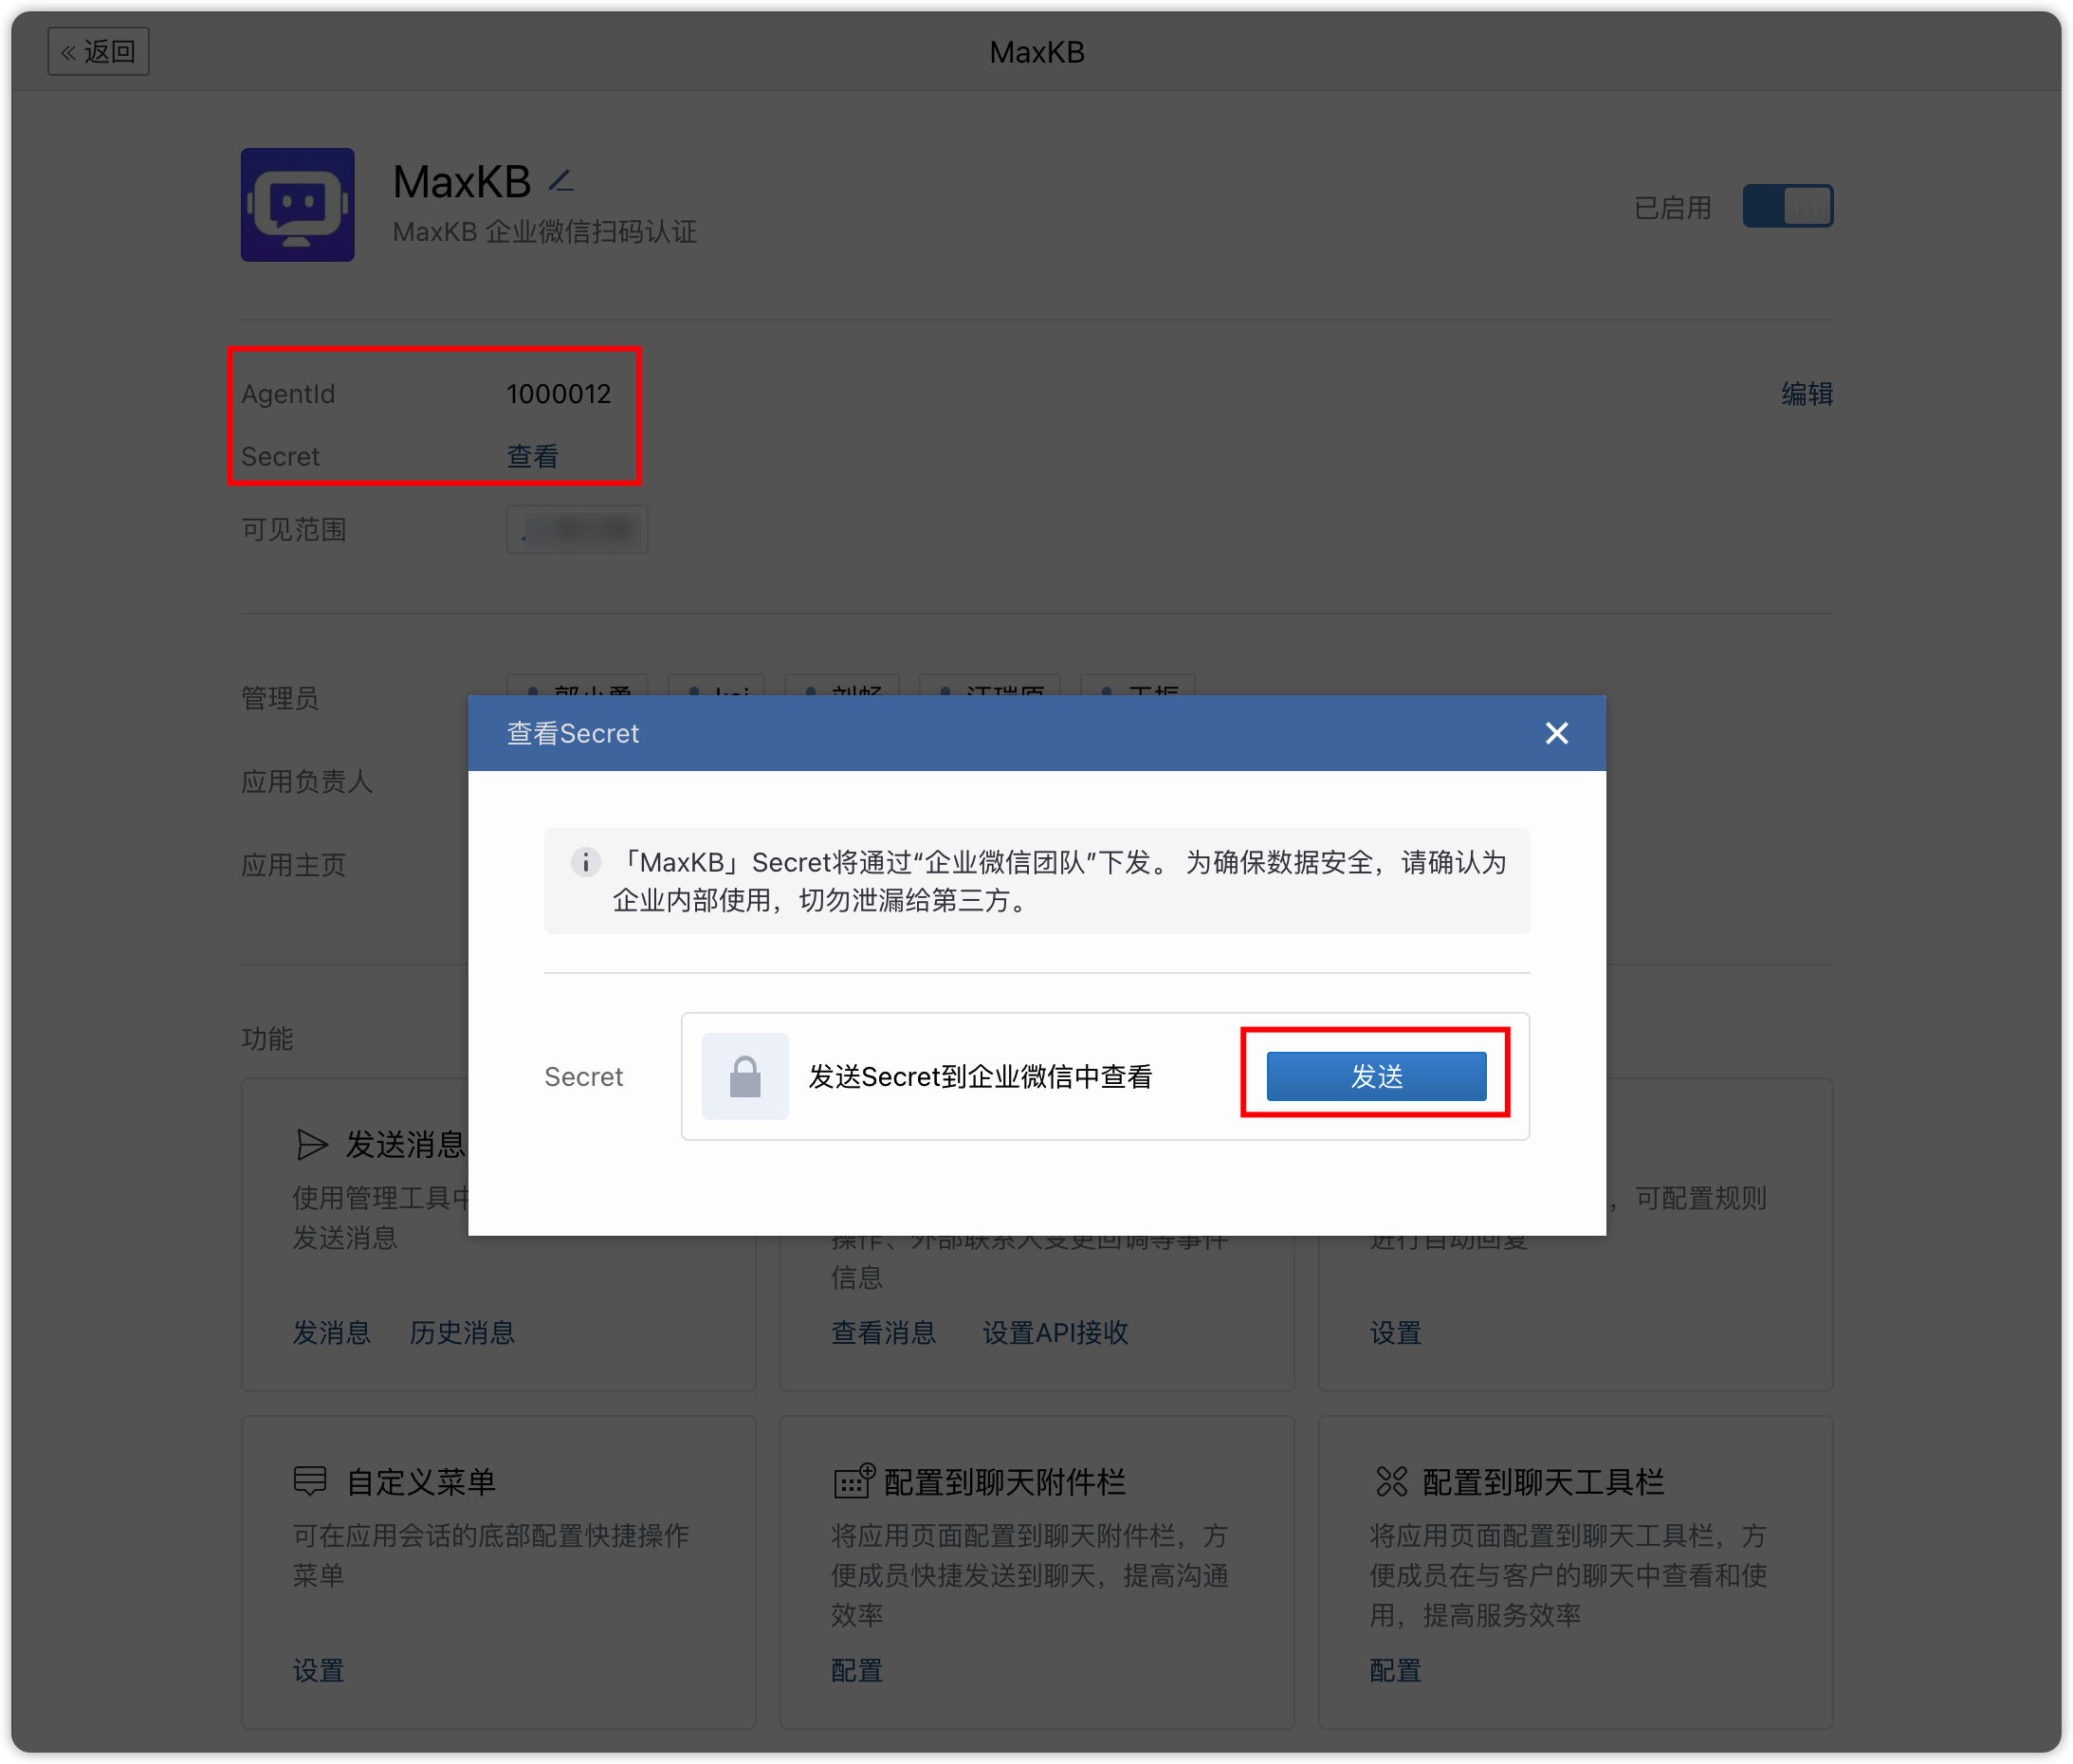 « 返回
MaxKB
MaxKB
MaxKB 企业微信扫码认证
已启用
AgentId 1000012
编辑
Secret 查看
可见范围
管理员
应用负责人
应用主页
查看Secret
「MaxKB」Secret将通过“企业微信团队”下发。 为确保数据安全，请确认为
企业内部使用，切勿泄漏给第三方。
Secret 发送Secret到企业微信中查看 发送
功能
发送消息
使用管理工具
发送消息
发消息 历史消息
操作、外部联系人变更回调等事件
信息
查看消息 设置API接收
，可配置规则
进行自动回复
设置
自定义菜单
可在应用会话的底部配置快捷操作
菜单
设置
配置到聊天附件栏
将应用页面配置到聊天附件栏，方
便成员快捷发送到聊天，提高沟通
效率
配置
配置到聊天工具栏
将应用页面配置到聊天工具栏，方
便成员在与客户的聊天中查看和使
用，提高服务效率
配置